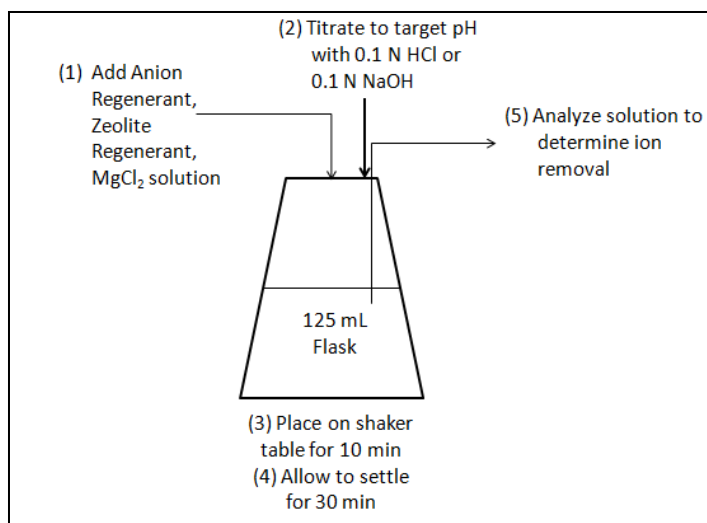 (2) Titrate to target pH
with 0.1 N HCl or
0.1 N NaOH
(1) Add Anion
Regenerant,
Zeolite
Regenerant,
MgCl₂ solution
(5) Analyze solution to
determine ion
removal
125 mL
Flask
(3) Place on shaker
table for 10 min
(4) Allow to settle
for 30 min